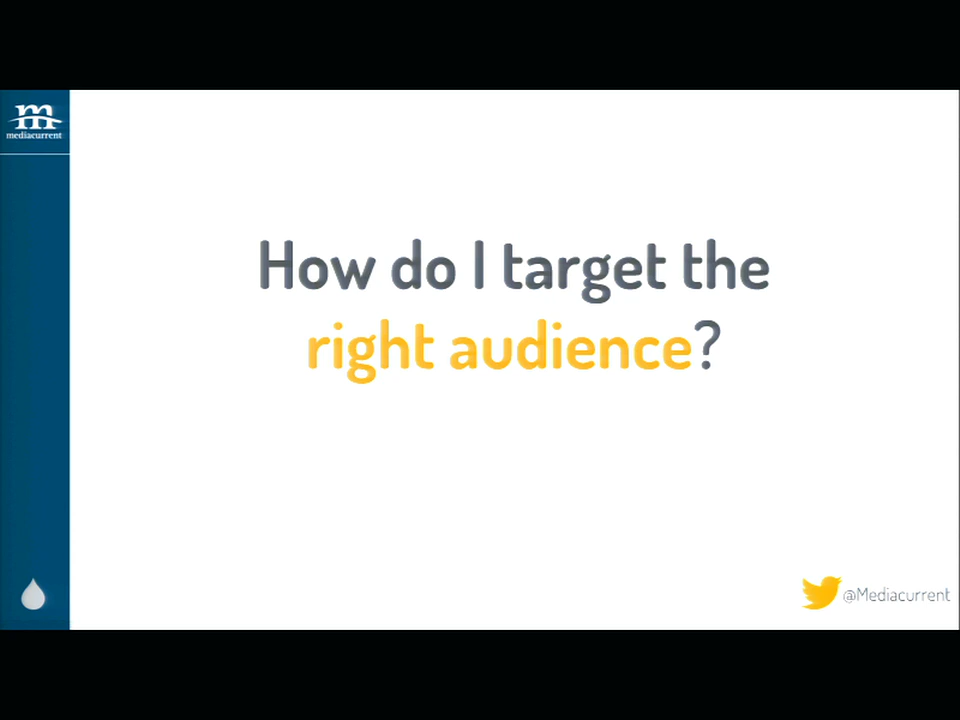 mediacurrent
How do I target the
right audience?
@Mediacurrent